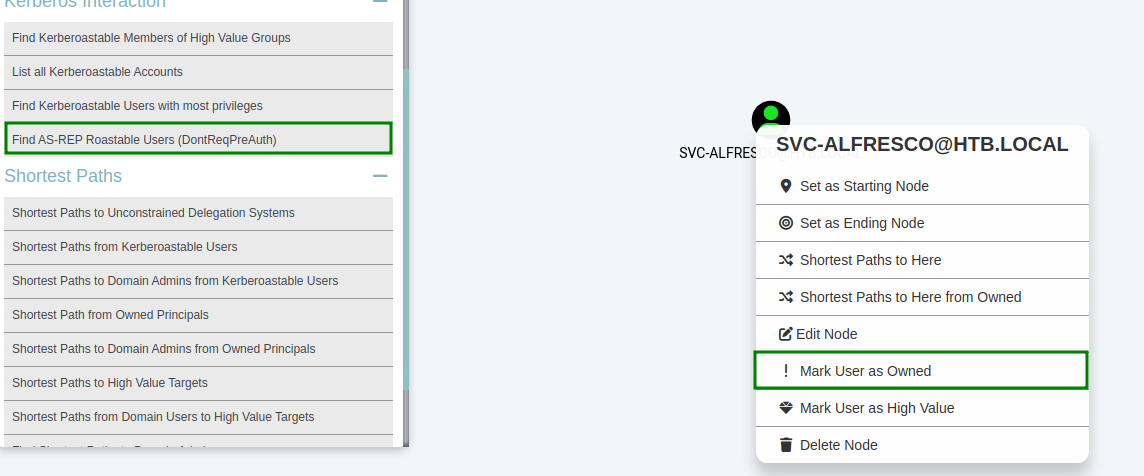 Kerberos Interaction
Find Kerberoastable Members of High Value Groups
List all Kerberoastable Accounts
Find Kerberoastable Users with most privileges
Find AS-REP Roastable Users (DontReqPreAuth)
Shortest Paths
Shortest Paths to Unconstrained Delegation Systems
Shortest Paths from Kerberoastable Users
Shortest Paths to Domain Admins from Kerberoastable Users
Shortest Path from Owned Principals
Shortest Paths to Domain Admins from Owned Principals
Shortest Paths to High Value Targets
Shortest Paths from Domain Users to High Value Targets
SVC-ALFRESCO
SVC-ALFRESCO@HTB.LOCAL
Set as Starting Node
Set as Ending Node
Shortest Paths to Here
Shortest Paths to Here from Owned
Edit Node
Mark User as Owned
Mark User as High Value
Delete Node